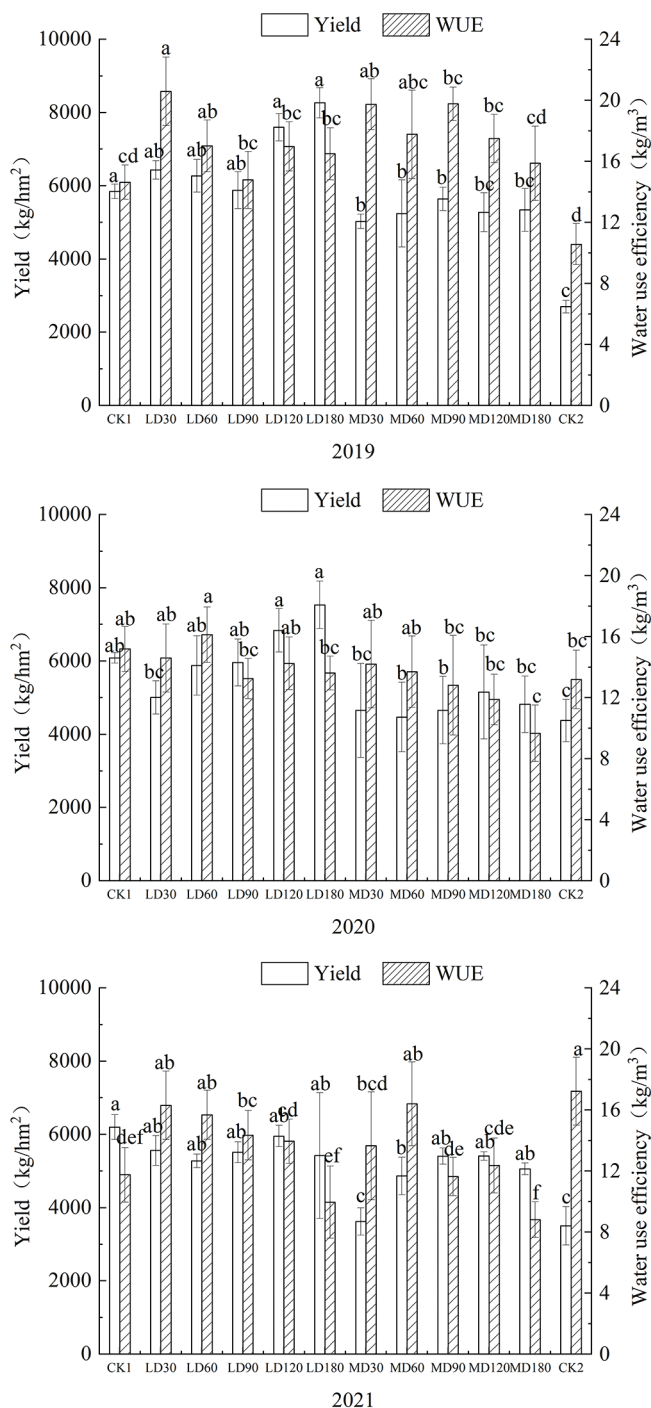 Yield WUE
10000
8000
6000
4000
2000
0
Yield（kg/hm²）
24
20
16
12
8
4
0
Water use efficiency（kg/m³）
a cd ab a ab ab ab bc a bc a bc b ab b abc b bc b bc b cd c d
CK1 LD30 LD60 LD90 LD120 LD180 MD30 MD60 MD90 MD120 MD180 CK2
2019
Yield WUE
10000
8000
6000
4000
2000
0
Yield（kg/hm²）
24
20
16
12
8
4
0
Water use efficiency（kg/m³）
ab ab bc ab ab a ab bc a ab a bc bc ab bc ab b bc bc bc bc c c bc
CK1 LD30 LD60 LD90 LD120 LD180 MD30 MD60 MD90 MD120 MD180 CK2
2020
Yield WUE
10000
8000
6000
4000
2000
0
Yield（kg/hm²）
24
20
16
12
8
4
0
Water use efficiency（kg/m³）
a def ab ab ab ab ab bc ab cd ab ef c bcd b ab ab de ab cde ab f c a
CK1 LD30 LD60 LD90 LD120 LD180 MD30 MD60 MD90 MD120 MD180 CK2
2021